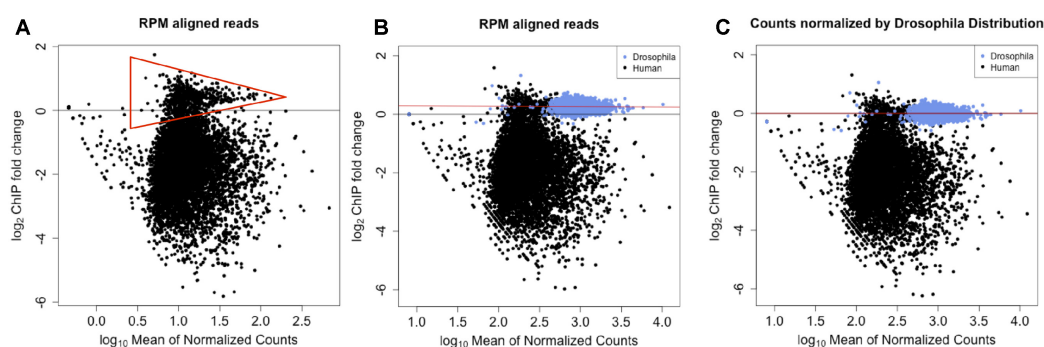 A
RPM aligned reads
2
0
-2
-4
-6
log2 ChIP fold change
0.0 0.5 1.0 1.5 2.0 2.5
log10 Mean of Normalized Counts
B
RPM aligned reads
Drosophila
Human
2
0
-2
-4
-6
log2 ChIP fold change
1.0 1.5 2.0 2.5 3.0 3.5 4.0
log10 Mean of Normalized Counts
C
Counts normalized by Drosophila Distribution
Drosophila
Human
2
0
-2
-4
-6
log2 ChIP fold change
1.0 1.5 2.0 2.5 3.0 3.5 4.0
log10 Mean of Normalized Counts